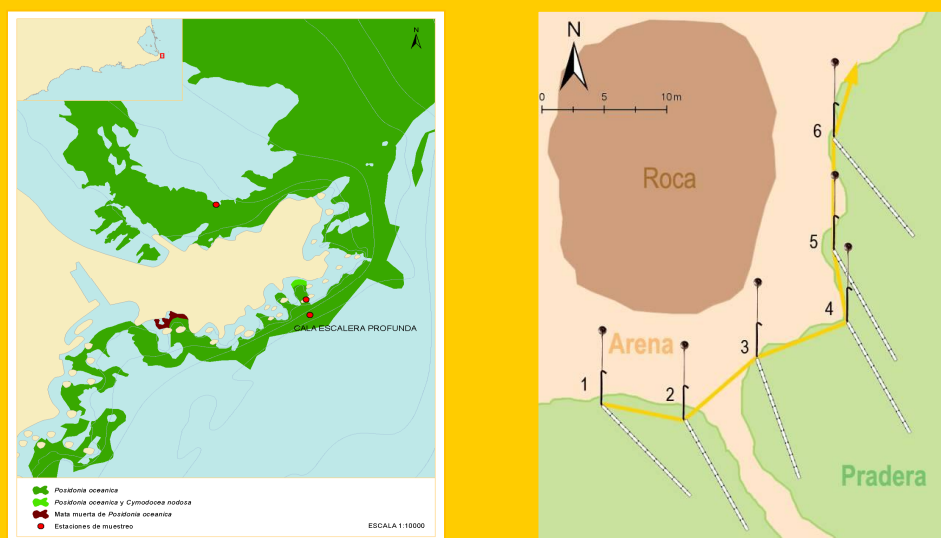 N
CALA ESCALERA PROFUNDA
Posidonia oceanica
Posidonia oceanica y Cymodocea nodosa
Mata muerta de Posidonia oceanica
Estaciones de muestreo
ESCALA 1:10000
N
0 5 10m
Roca
6
5
4
Arena
3
1
2
Pradera